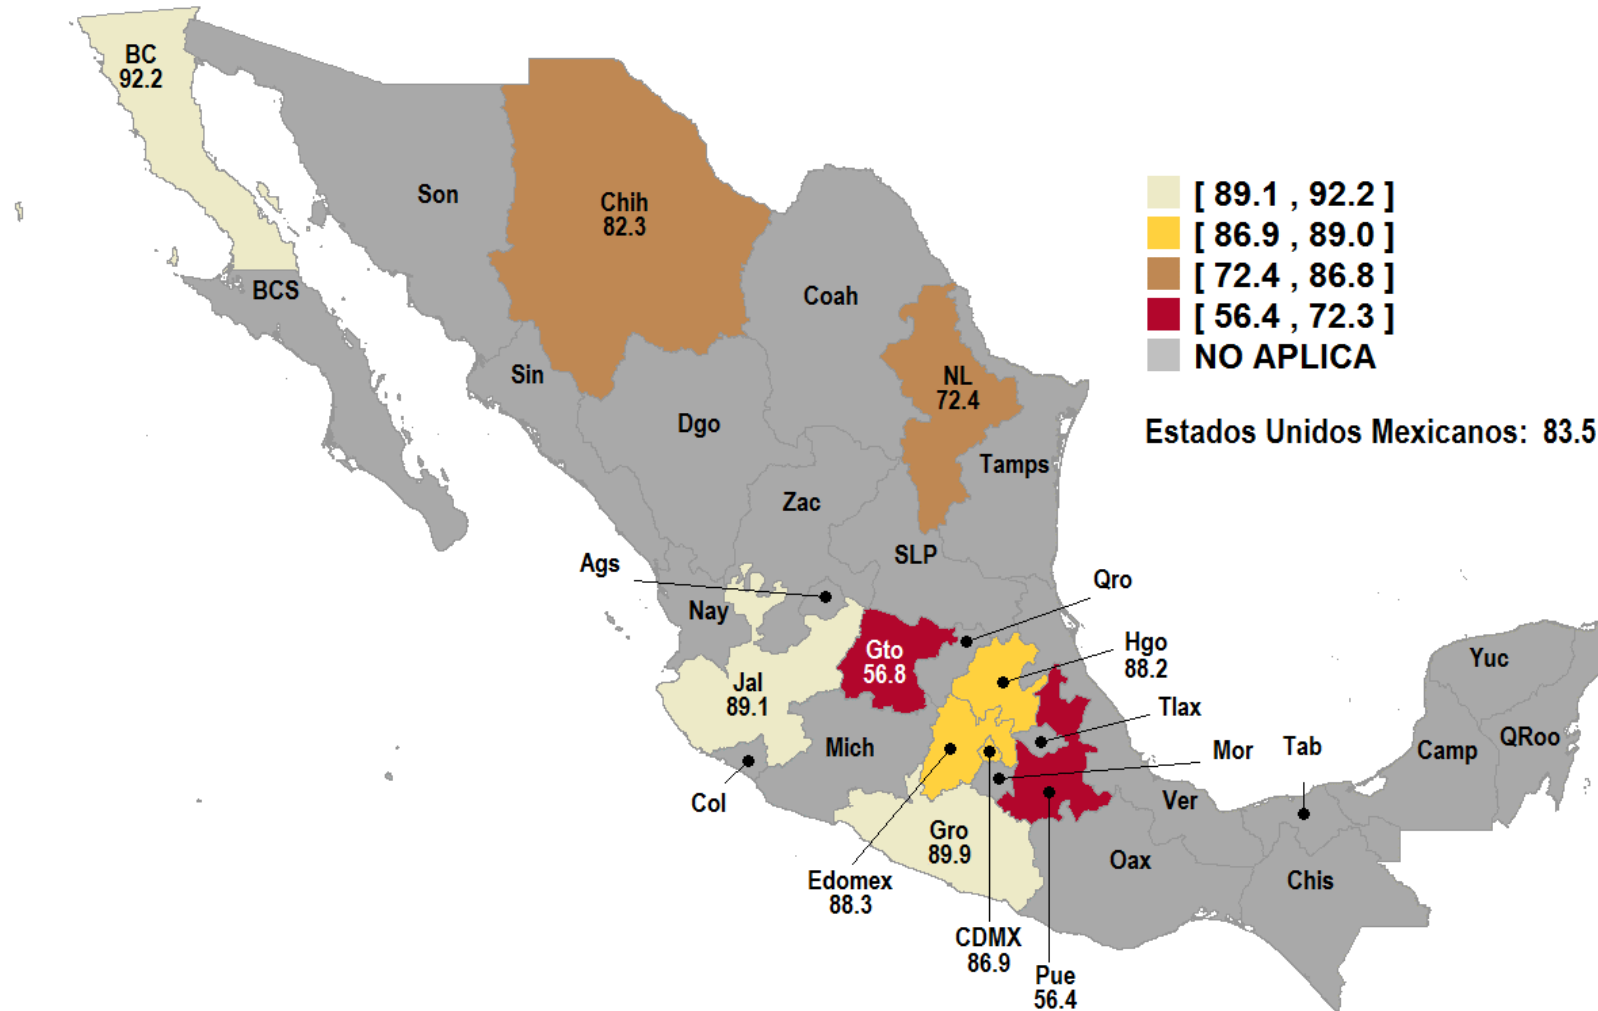 BC
92.2
Son
Chih
82.3
BCS
Coah
Sin
NL
72.4
Dgo
Tamps
Zac
SLP
Ags
Nay
Qro
Gto
56.8
Hgo
88.2
Jal
89.1
Tlax
Mich
Mor
Tab
Yuc
Camp
QRoo
Col
Ver
Gro
89.9
Oax
Chis
Edomex
88.3
CDMX
86.9
Pue
56.4
[ 89.1 , 92.2 ]
[ 86.9 , 89.0 ]
[ 72.4 , 86.8 ]
[ 56.4 , 72.3 ]
NO APLICA
Estados Unidos Mexicanos: 83.5